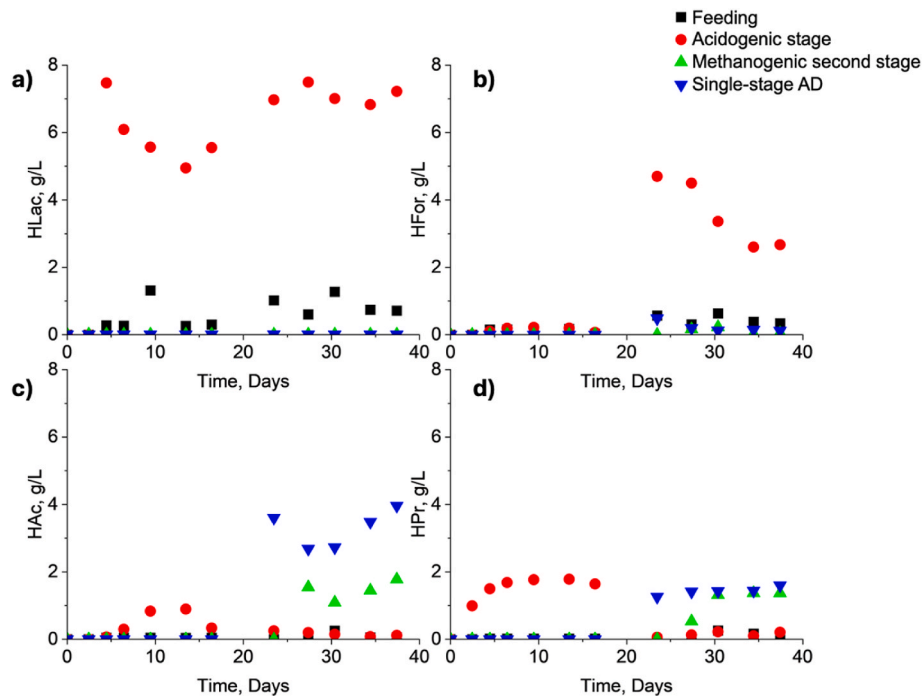 Feeding
Acidogenic stage
Methanogenic second stage
Single-stage AD
a)
8
6
4
2
0
HLac, g/L
0 10 20 30 40
Time, Days
b)
8
6
4
2
0
HFor, g/L
0 10 20 30 40
Time, Days
c)
8
6
4
2
0
HAc, g/L
0 10 20 30 40
Time, Days
d)
8
6
4
2
0
HPr, g/L
0 10 20 30 40
Time, Days